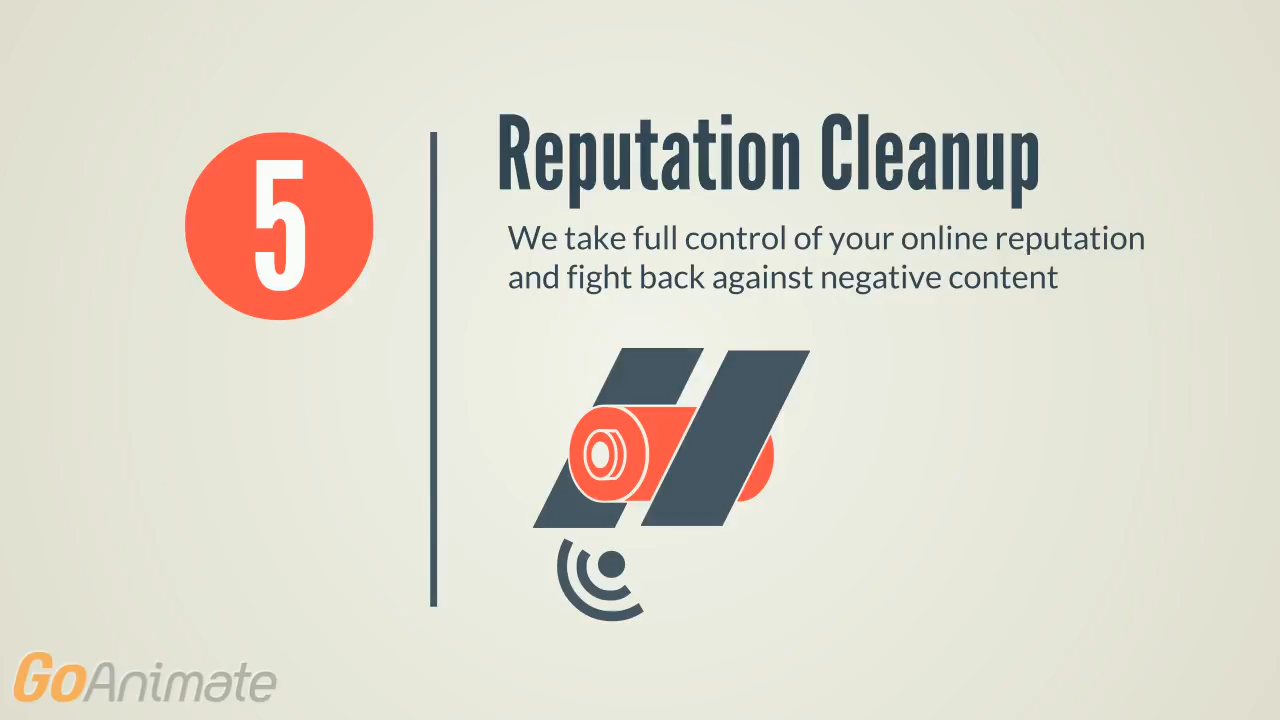 5
Reputation Cleanup
We take full control of your online reputation
and fight back against negative content
GoAnimate